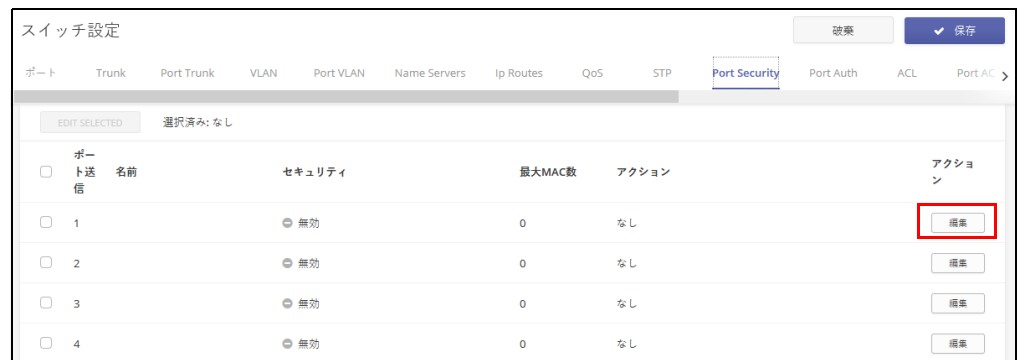 スイッチ設定 破棄 保存
ポート Trunk Port Trunk VLAN Port VLAN Name Servers Ip Routes QoS STP Port Security Port Auth ACL Port AC
EDIT SELECTED 選択済み: なし
ポー
ト送
信
名前 セキュリティ 最大MAC数 アクション
アクショ
ン
1 無効 0 なし 編集
2 無効 0 なし 編集
3 無効 0 なし 編集
4 無効 0 なし 編集